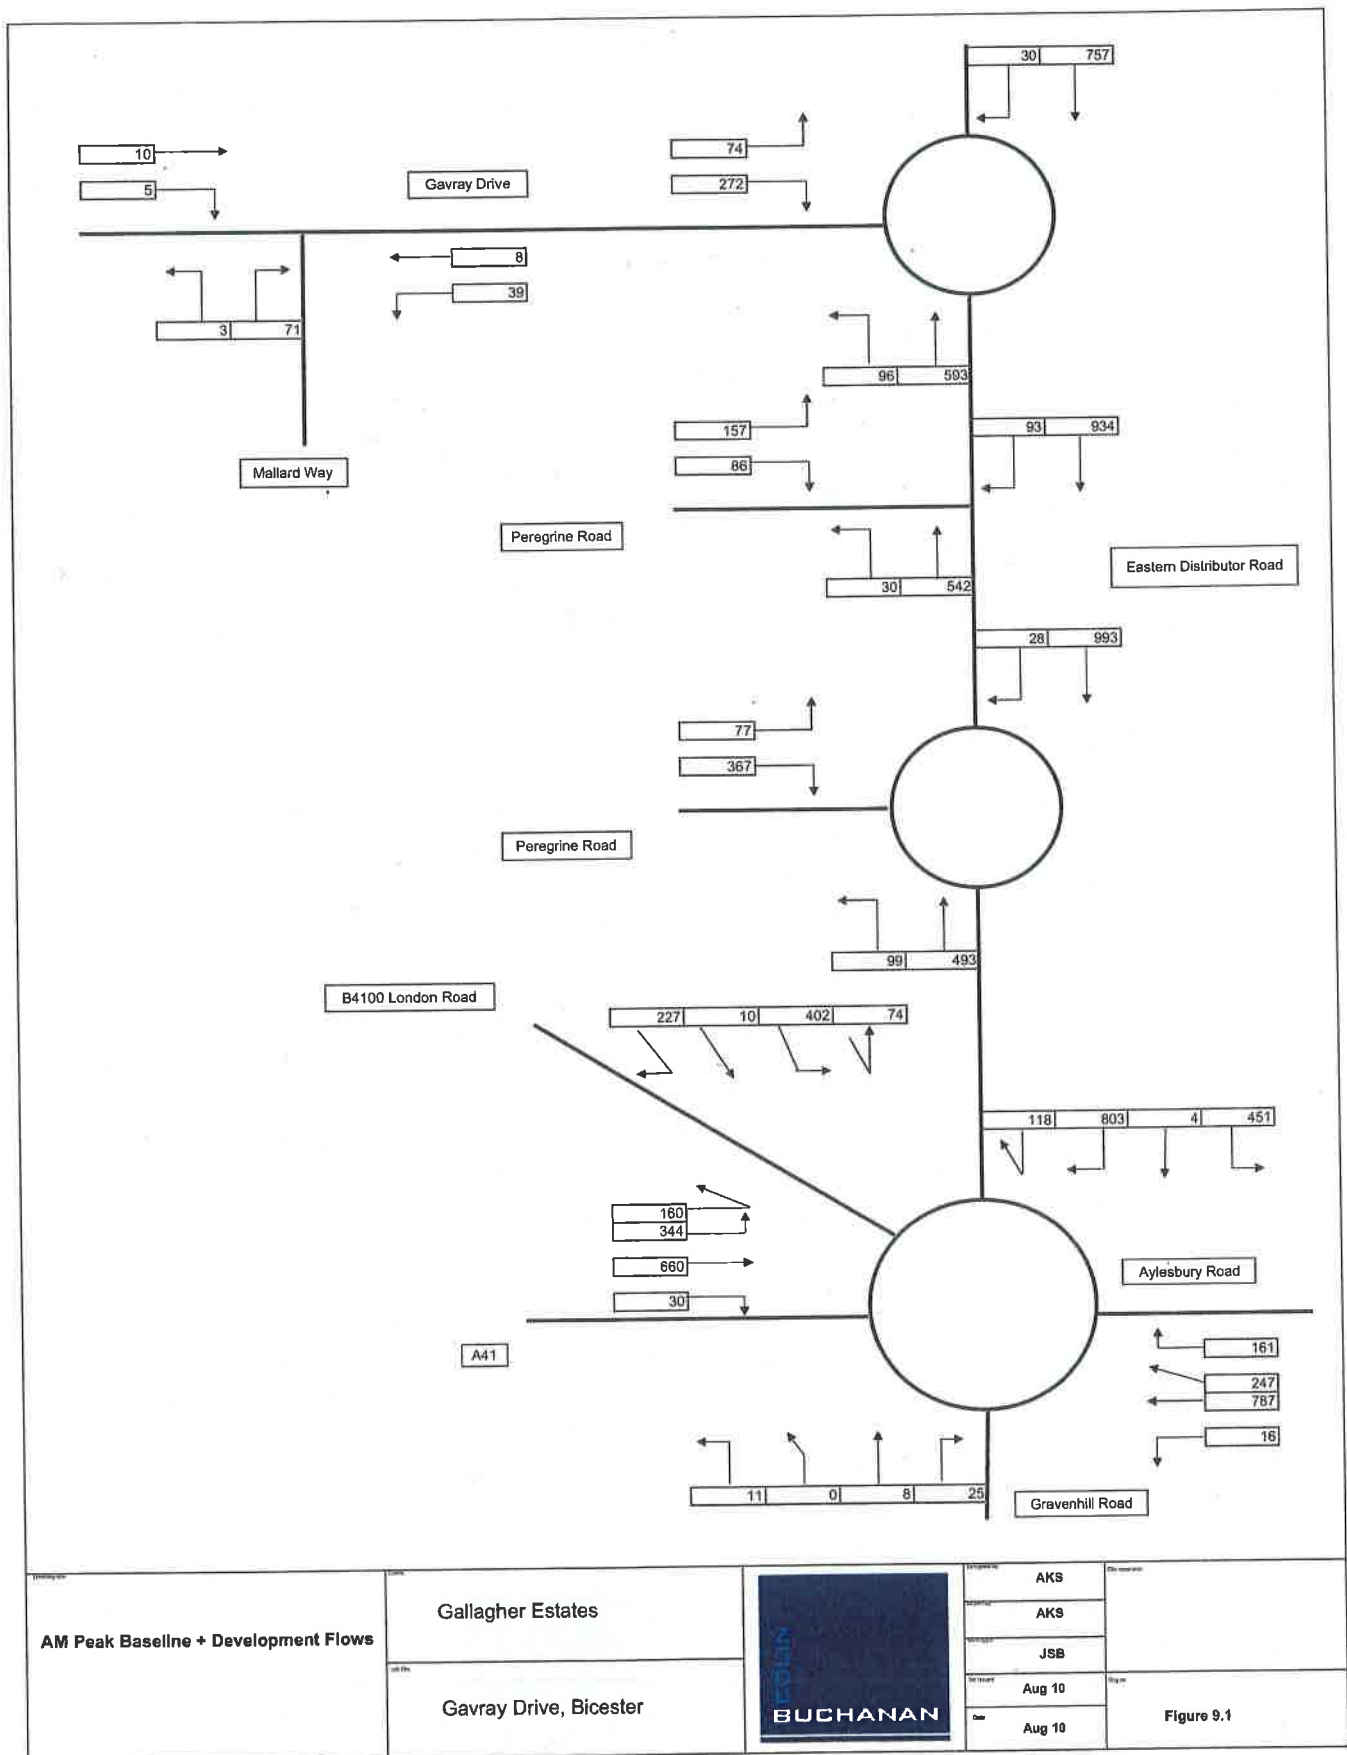 30 757
10
74
5
Gavray Drive
272
8
39
3 71
96 593
157
93 934
86
Mallard Way
Peregrine Road
Eastern Distributor Road
30 542
28 993
77
367
Peregrine Road
99 493
B4100 London Road
227 10 402 74
118 803 4 451
160
344
660
Aylesbury Road
30
A41
161
247
787
16
11 0 8 25
Gravenhill Road
AM Peak Baseline + Development Flows
Gallagher Estates
Gavray Drive, Bicester
COLIN
BUCHANAN
AKS
AKS
JSB
Aug 10
Aug 10
Figure 9.1